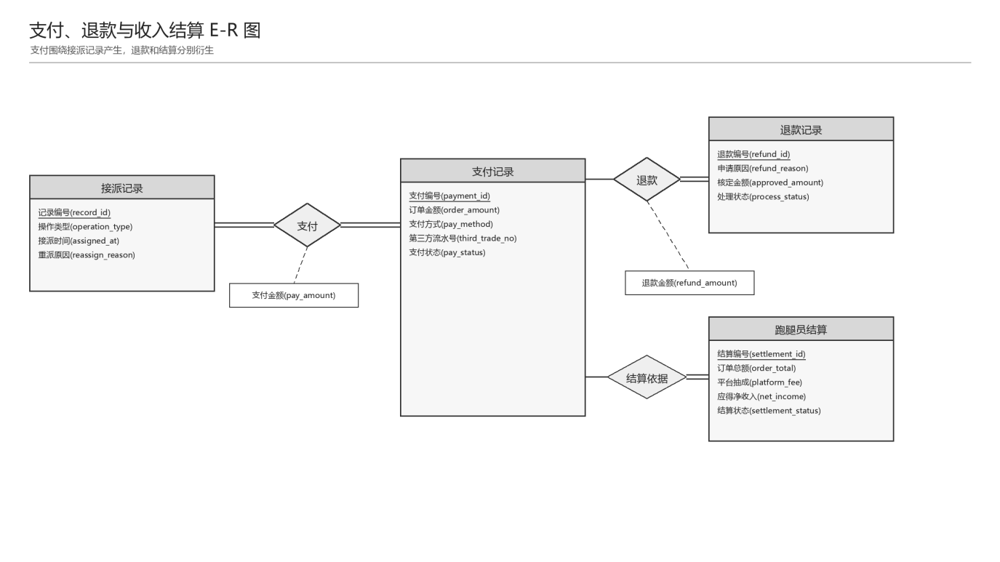 支付、退款与收入结算 E-R 图
支付围绕接派记录产生，退款和结算分别衍生
接派记录
记录编号(record_id)
操作类型(operation_type)
接派时间(assigned_at)
重派原因(reassign_reason)
支付
支付金额(pay_amount)
支付记录
支付编号(payment_id)
订单金额(order_amount)
支付方式(pay_method)
第三方流水号(third_trade_no)
支付状态(pay_status)
退款
退款金额(refund_amount)
退款记录
退款编号(refund_id)
申请原因(refund_reason)
核定金额(approved_amount)
处理状态(process_status)
结算依据
跑腿员结算
结算编号(settlement_id)
订单总额(order_total)
平台抽成(platform_fee)
应得净收入(net_income)
结算状态(settlement_status)